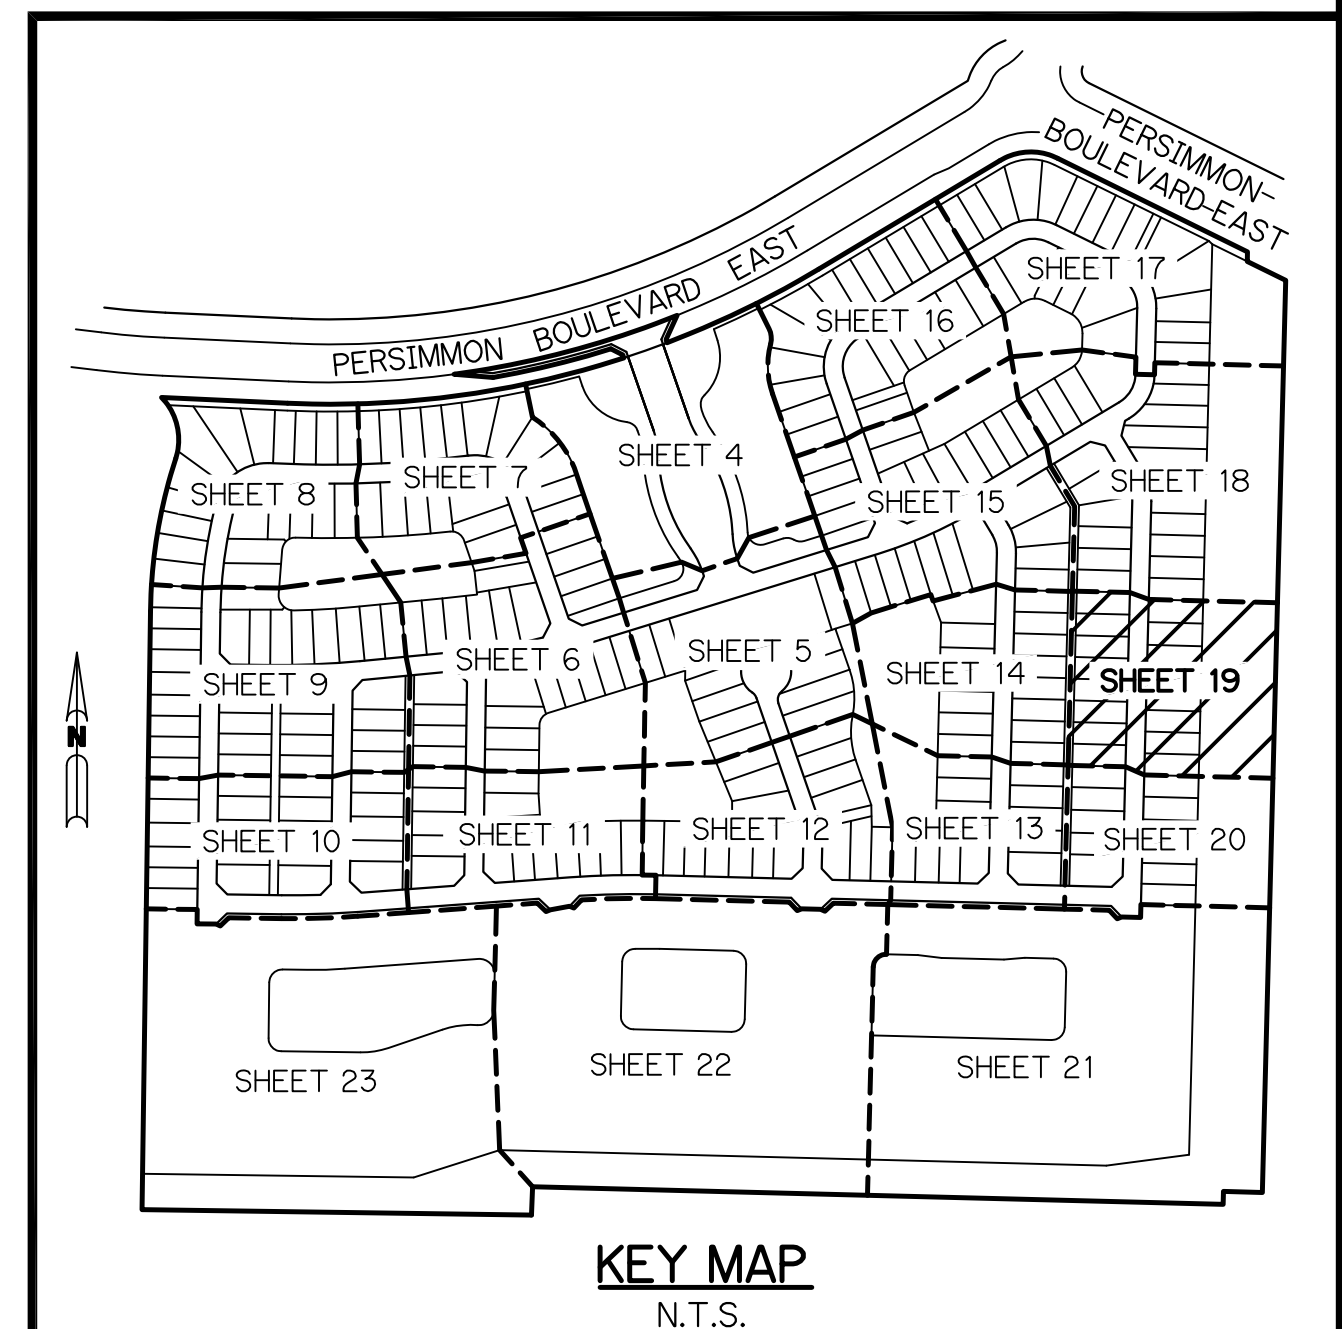 PERSIMMON-
BOULEVARD-EAST
PERSIMMON BOULEVARD EAST
SHEET 17
SHEET 16
SHEET 4
SHEET 7
SHEET 8
SHEET 15
SHEET 18
SHEET 5
SHEET 6
SHEET 14
SHEET 19
SHEET 9
N
SHEET 12
SHEET 13
SHEET 11
SHEET 10
SHEET 20
SHEET 22
SHEET 21
SHEET 23
KEY MAP
N.T.S.